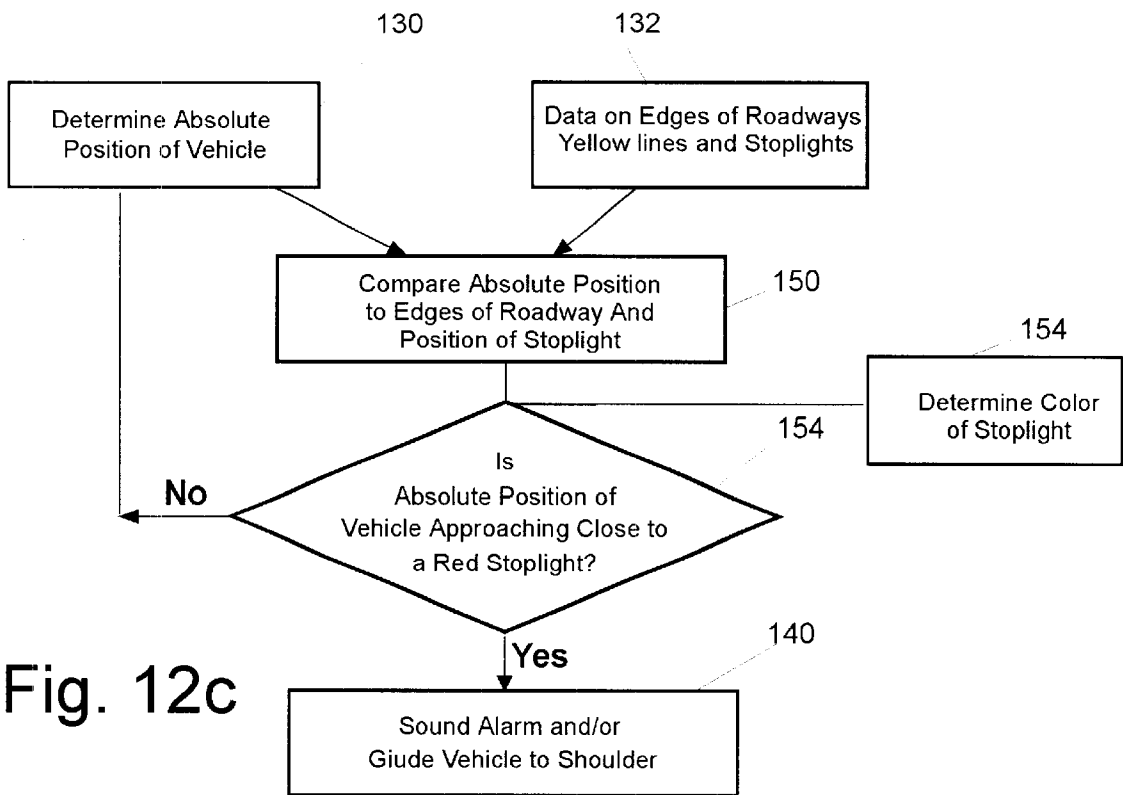 130
132
Determine Absolute
Position of Vehicle
Data on Edges of Roadways
Yellow lines and Stoplights
Compare Absolute Position
to Edges of Roadway And
Position of Stoplight
150
154
Determine Color
of Stoplight
154
Is
Absolute Position of
Vehicle Approaching Close to
a Red Stoplight?
No
Yes
140
Sound Alarm and/or
Giude Vehicle to Shoulder
Fig. 12c